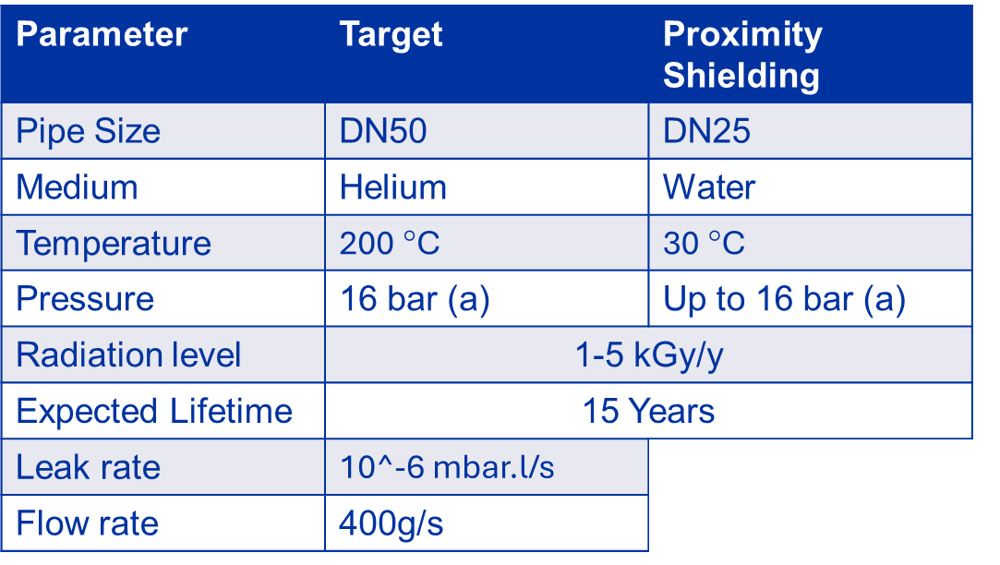 Parameter Target Proximity
Shielding
Pipe Size DN50 DN25
Medium Helium Water
Temperature 200 °C 30 °C
Pressure 16 bar (a) Up to 16 bar (a)
Radiation level 1-5 kGy/y
Expected Lifetime 15 Years
Leak rate 10^-6 mbar.l/s
Flow rate 400g/s